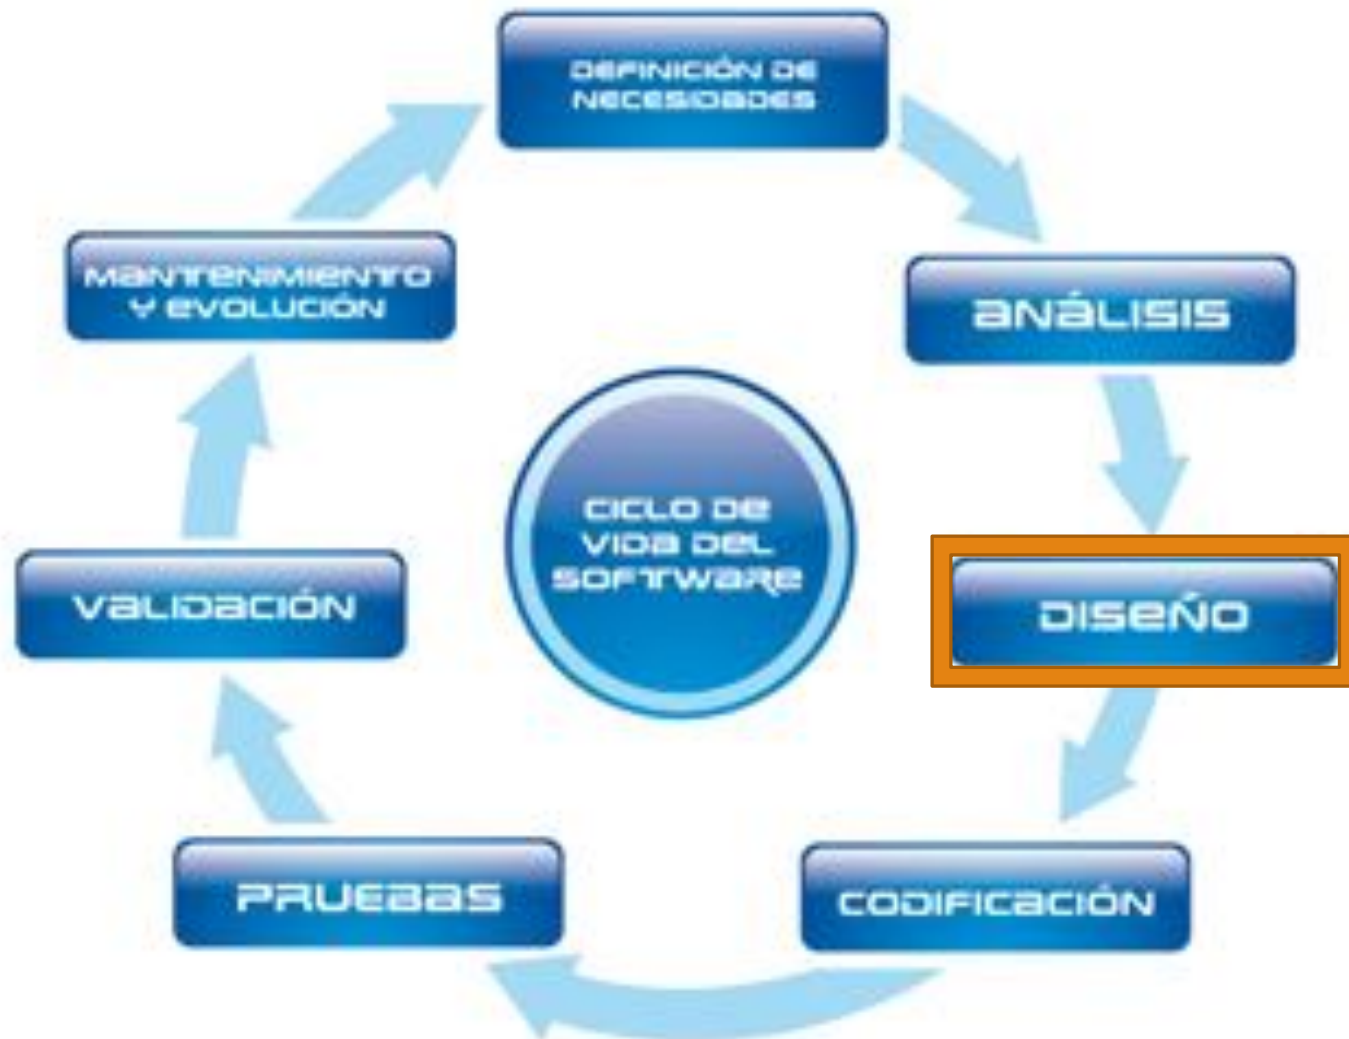 DEFINICIÓN DE
NECESIDADES
ANÁLISIS
DISEÑO
CODIFICACIÓN
PRUEBAS
VALIDACIÓN
MANTENIMIENTO
Y EVOLUCIÓN
CICLO DE
VIDA DEL
SOFTWARE